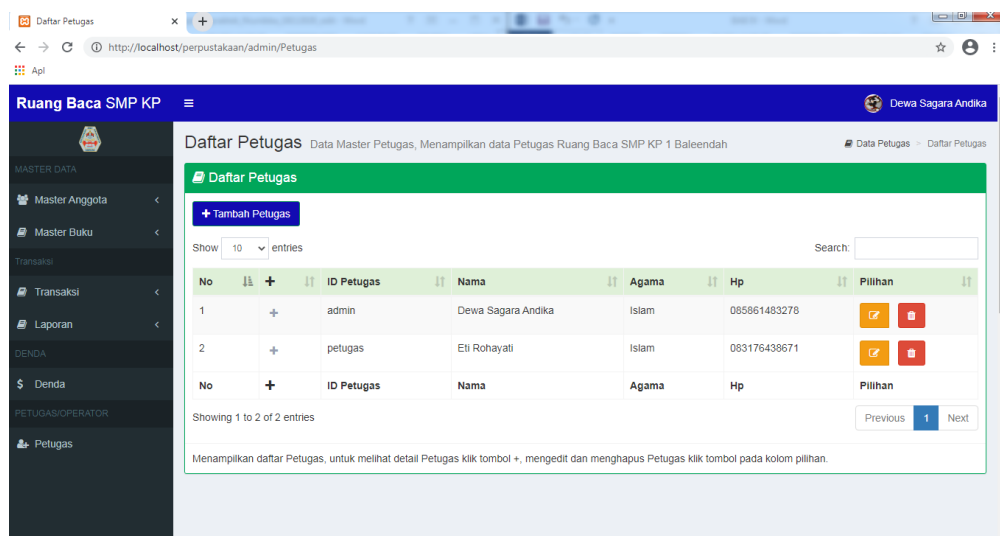 Daftar Petugas
http://localhost/perpustakaan/admin/Petugas
Apl
Ruang Baca SMP KP
Dewa Sagara Andika
MASTER DATA
Master Anggota
Master Buku
Transaksi
Transaksi
Laporan
DENDA
$ Denda
PETUGAS/OPERATOR
Petugas
Daftar Petugas Data Master Petugas, Menampilkan data Petugas Ruang Baca SMP KP 1 Baleendah
Data Petugas > Daftar Petugas
Daftar Petugas
+ Tambah Petugas
Show 10 entries
Search:
No + ID Petugas Nama Agama Hp Pilihan
1 + admin Dewa Sagara Andika Islam 085861483278
2 + petugas Eti Rohayati Islam 083176438671
No + ID Petugas Nama Agama Hp Pilihan
Showing 1 to 2 of 2 entries
Previous 1 Next
Menampilkan daftar Petugas, untuk melihat detail Petugas klik tombol +, mengedit dan menghapus Petugas klik tombol pada kolom pilihan.